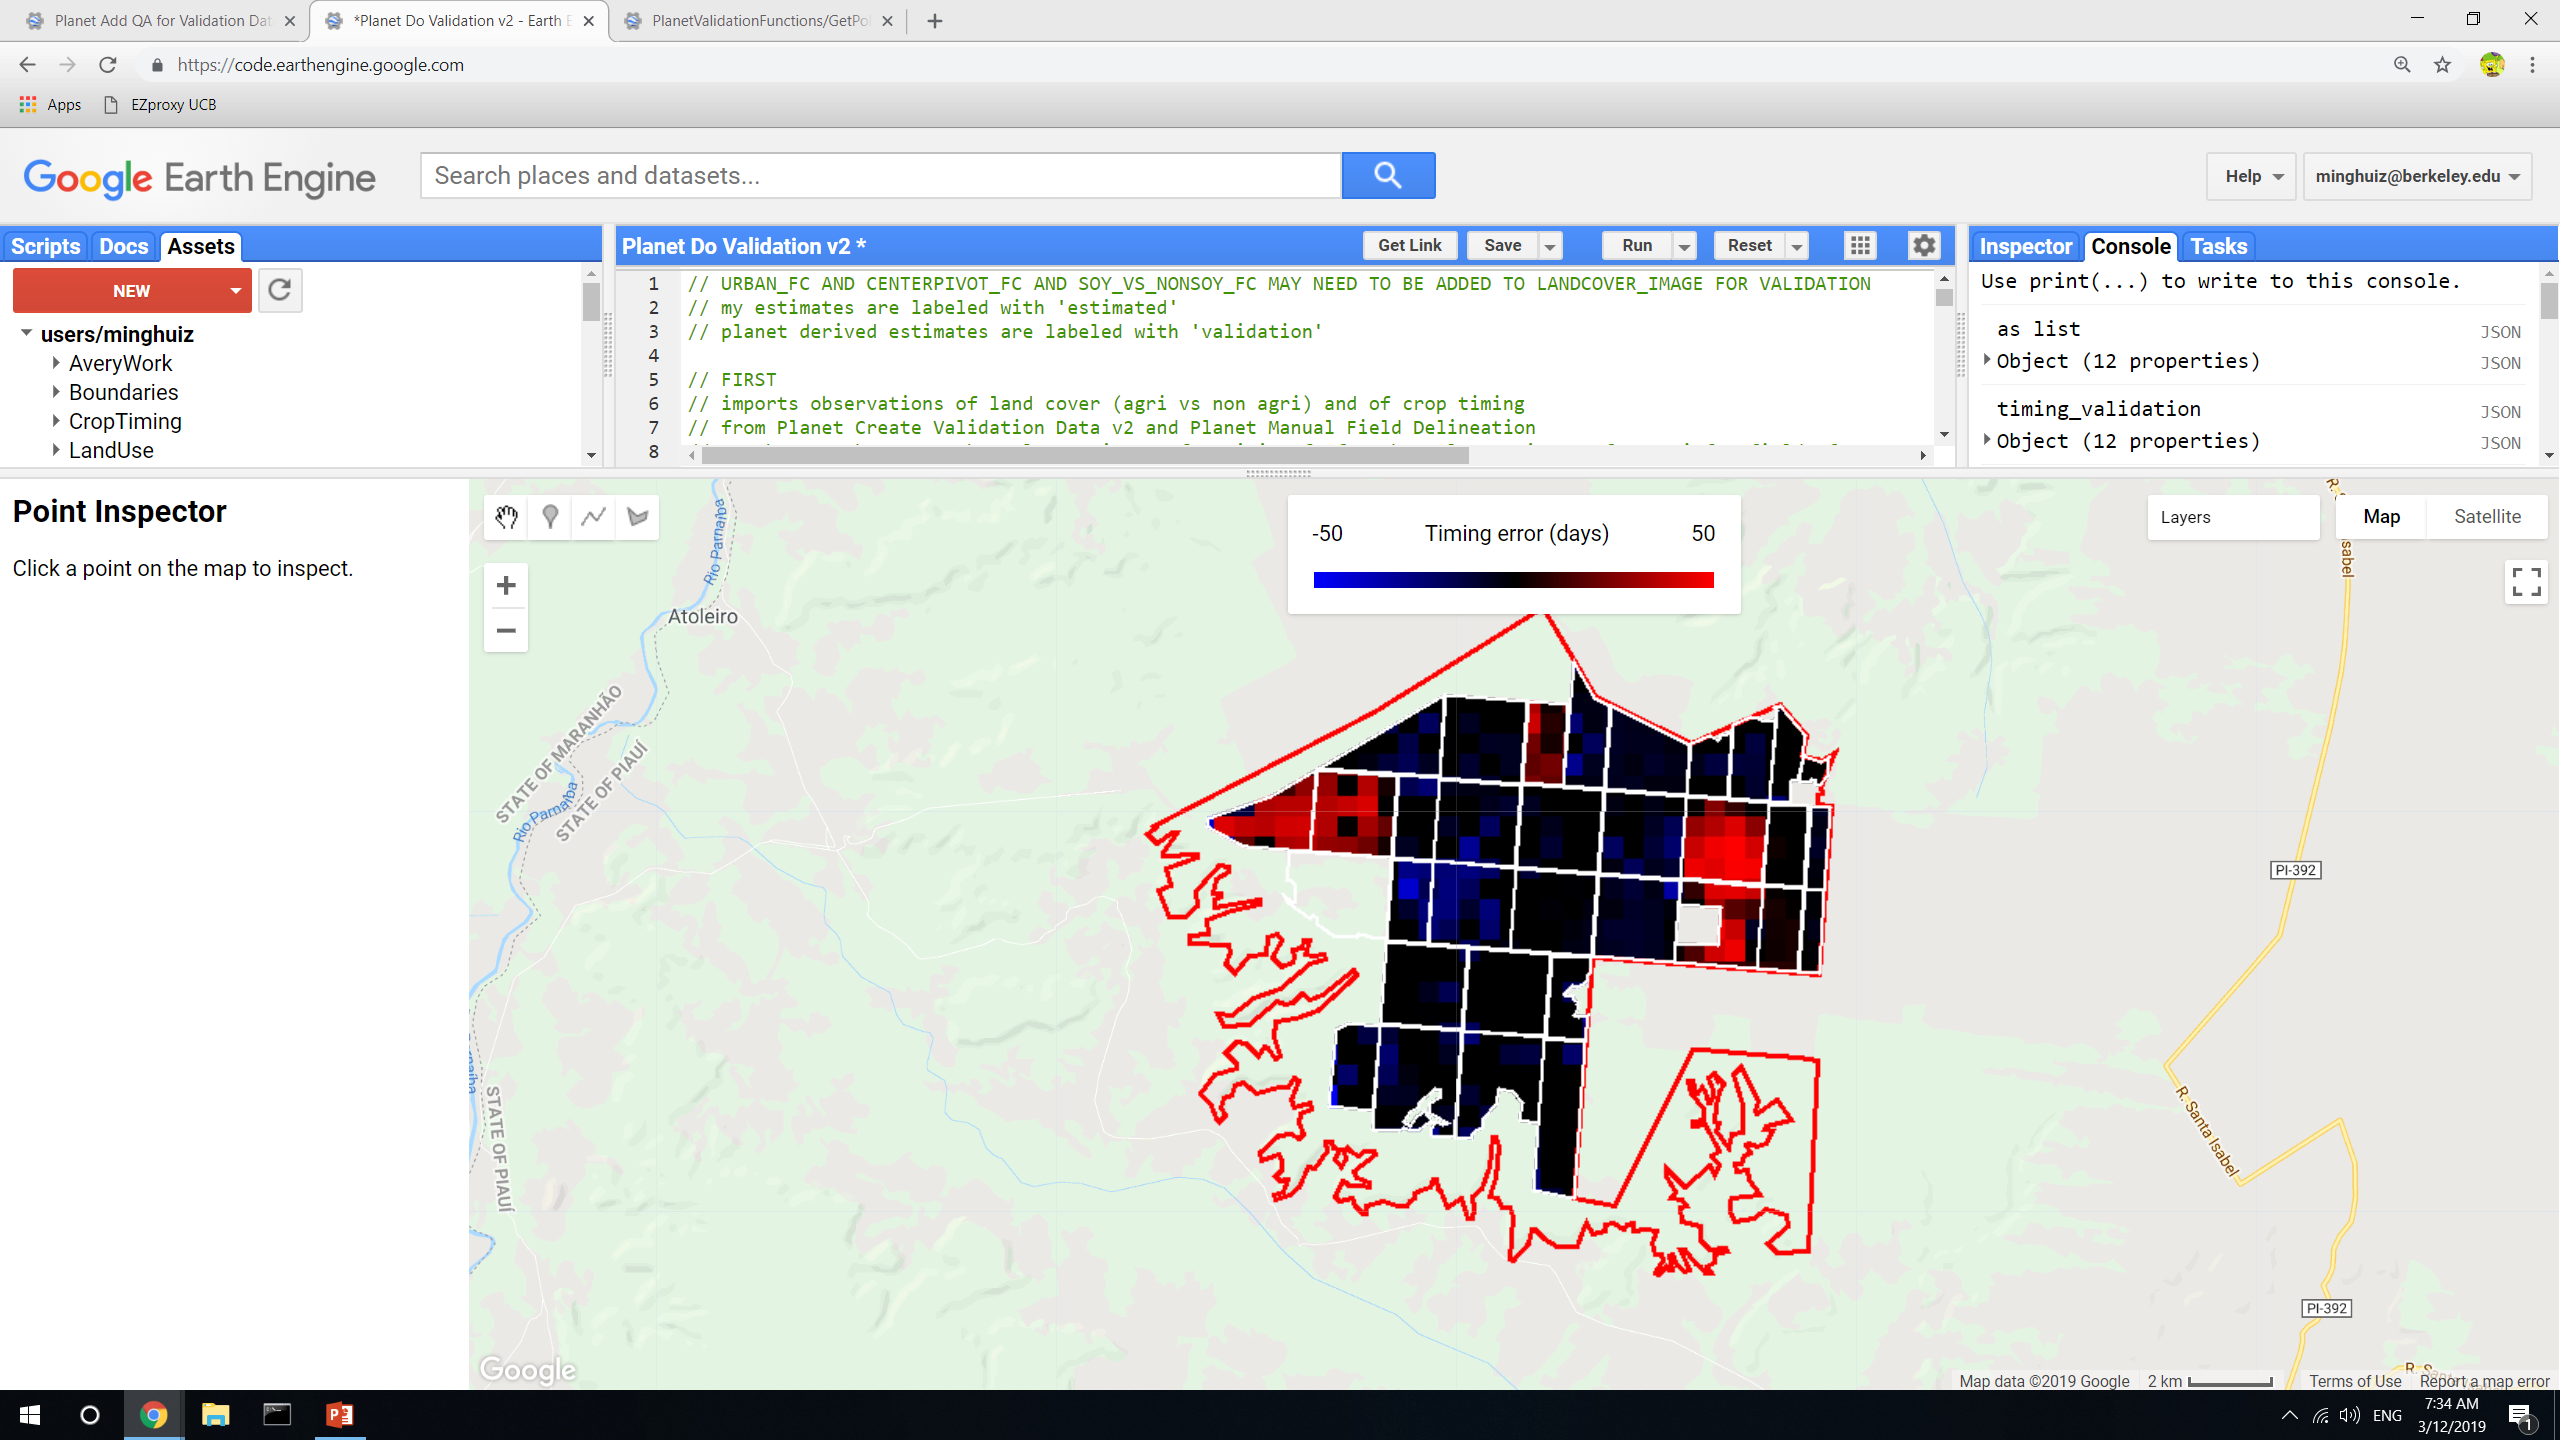 Planet Add QA for Validation Dat
*Planet Do Validation v2 - Earth E
PlanetValidationFunctions/GetPol
https://code.earthengine.google.com
Apps
EZproxy UCB
Google Earth Engine
Search places and datasets...
Help
minghuiz@berkeley.edu
Scripts
Docs
Assets
NEW
users/minghuiz
AveryWork
Boundaries
CropTiming
LandUse
Planet Do Validation v2 *
Get Link
Save
Run
Reset
1 // URBAN_FC AND CENTERPIVOT_FC AND SOY_VS_NONSOY_FC MAY NEED TO BE ADDED TO LANDCOVER_IMAGE FOR VALIDATION
2 // my estimates are labeled with 'estimated'
3 // planet derived estimates are labeled with 'validation'
4
5 // FIRST
6 // imports observations of land cover (agri vs non agri) and of crop timing
7 // from Planet Create Validation Data v2 and Planet Manual Field Delineation
8
Inspector
Console
Tasks
Use print(...) to write to this console.
as list JSON
Object (12 properties) JSON
timing_validation JSON
Object (12 properties) JSON
Point Inspector
Click a point on the map to inspect.
-50 Timing error (days) 50
Layers
Map
Satellite
Rio Parnaíba
Atoleiro
STATE OF MARANHÃO
Rio Parnaíba
STATE OF PIAUÍ
STATE OF PIAUÍ
PI-392
R. Santa Isabel
PI-392
Google
Map data ©2019 Google
2 km
Terms of Use
Report a map error
ENG
7:34 AM
3/12/2019
1